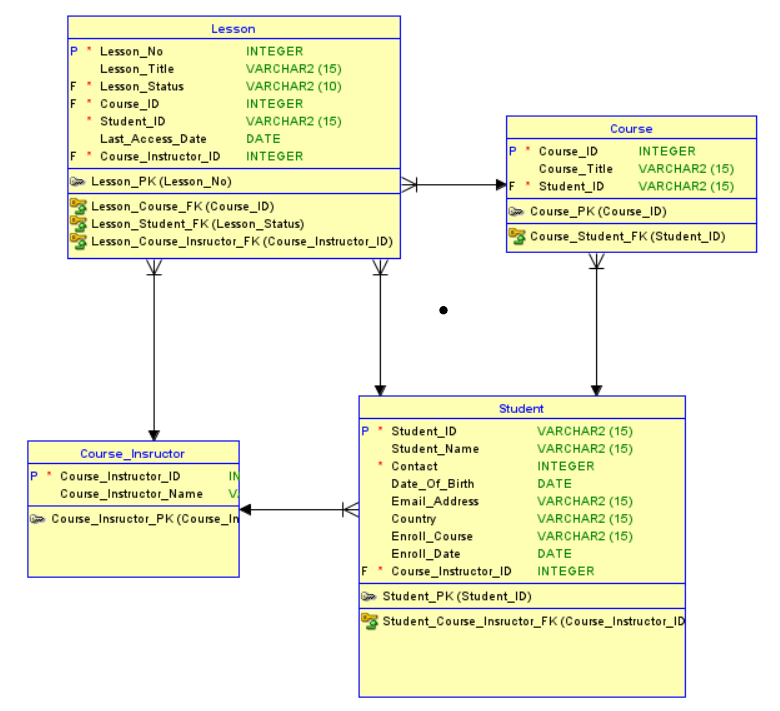 Lesson
P * Lesson_No INTEGER
Lesson_Title VARCHAR2 (15)
F * Lesson_Status VARCHAR2 (10)
F * Course_ID INTEGER
* Student_ID VARCHAR2 (15)
Last_Access_Date DATE
F * Course_Instructor_ID INTEGER
Lesson_PK (Lesson_No)
Lesson_Course_FK (Course_ID)
Lesson_Student_FK (Lesson_Status)
Lesson_Course_Insructor_FK (Course_Instructor_ID)
Course
P * Course_ID INTEGER
Course_Title VARCHAR2 (15)
F * Student_ID VARCHAR2 (15)
Course_PK (Course_ID)
Course_Student_FK (Student_ID)
Course_Insructor
P * Course_Instructor_ID IN
Course_Instructor_Name V
Course_Insructor_PK (Course_In
Student
P * Student_ID VARCHAR2 (15)
Student_Name VARCHAR2 (15)
* Contact INTEGER
Date_Of_Birth DATE
Email_Address VARCHAR2 (15)
Country VARCHAR2 (15)
Enroll_Course VARCHAR2 (15)
Enroll_Date DATE
F * Course_Instructor_ID INTEGER
Student_PK (Student_ID)
Student_Course_Insructor_FK (Course_Instructor_ID